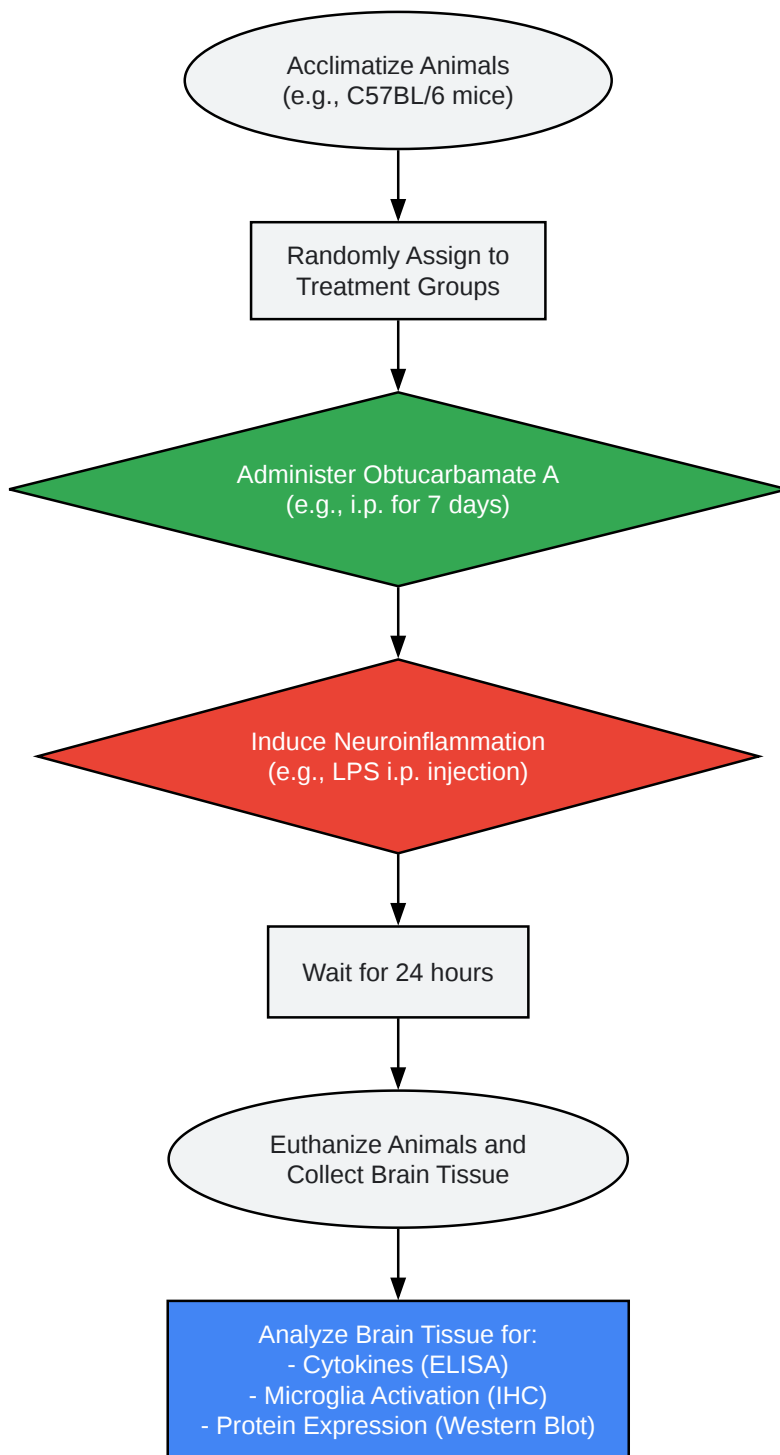 Acclimatize Animals
(e.g., C57BL/6 mice)
Randomly Assign to
Treatment Groups
Administer Obtucarbamate A
(e.g., i.p. for 7 days)
Induce Neuroinflammation
(e.g., LPS i.p. injection)
Wait for 24 hours
Euthanize Animals and
Collect Brain Tissue
Analyze Brain Tissue for:
- Cytokines (ELISA)
- Microglia Activation (IHC)
- Protein Expression (Western Blot)